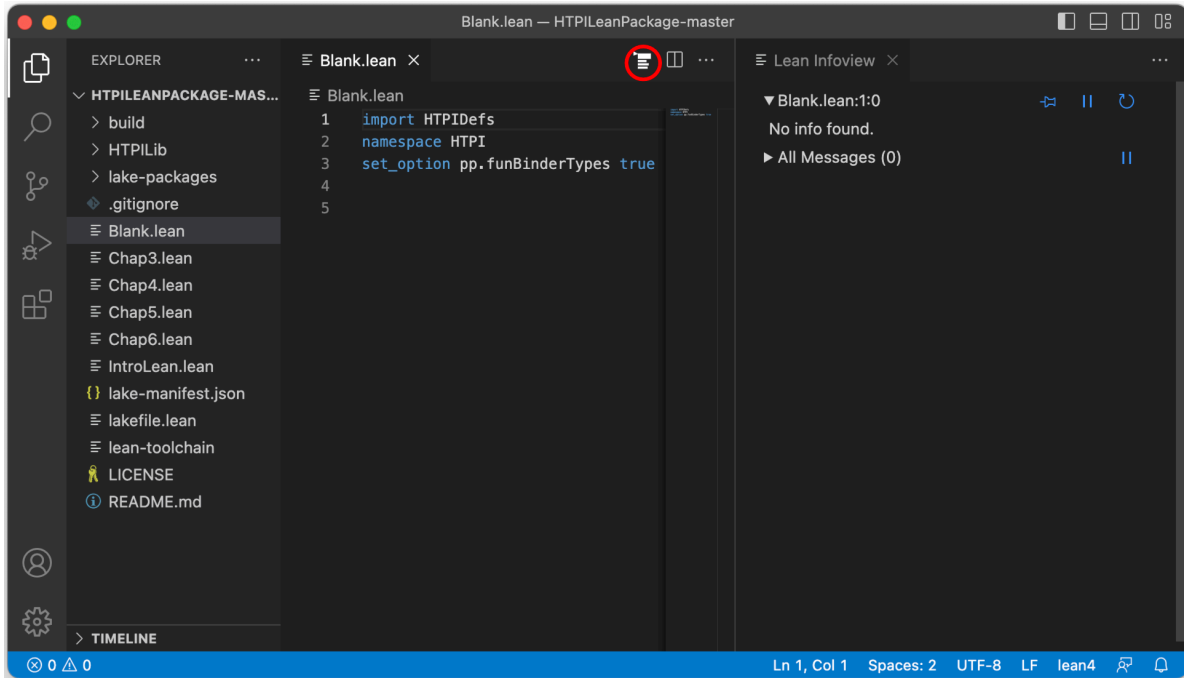 Blank.lean — HTPILeanPackage-master
EXPLORER
HTPILEANPACKAGE-MAS...
build
HTPILib
lake-packages
.gitignore
Blank.lean
Chap3.lean
Chap4.lean
Chap5.lean
Chap6.lean
IntroLean.lean
lake-manifest.json
lakefile.lean
lean-toolchain
LICENSE
README.md
TIMELINE
Blank.lean
Blank.lean
1 import HTPIDefs
2 namespace HTPI
3 set_option pp.funBinderTypes true
4
5
Lean Infoview
Blank.lean:1:0
No info found.
All Messages (0)
0 0
Ln 1, Col 1 Spaces: 2 UTF-8 LF lean4